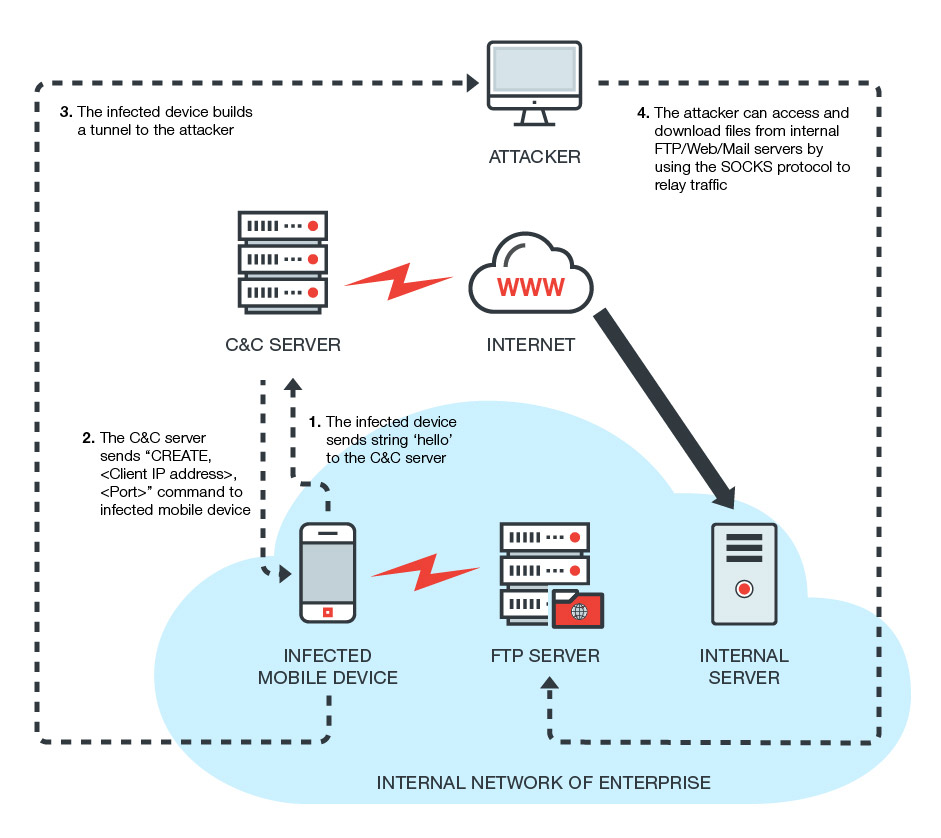 3. The infected device builds
a tunnel to the attacker
ATTACKER
4. The attacker can access and
download files from internal
FTP/Web/Mail servers by
using the SOCKS protocol to
relay traffic
WWW
C&C SERVER
INTERNET
1. The infected device
sends string ‘hello’
to the C&C server
2. The C&C server
sends “CREATE,
<Client IP address>,
<Port>” command to
infected mobile device
INFECTED
MOBILE DEVICE
FTP SERVER
INTERNAL
SERVER
INTERNAL NETWORK OF ENTERPRISE